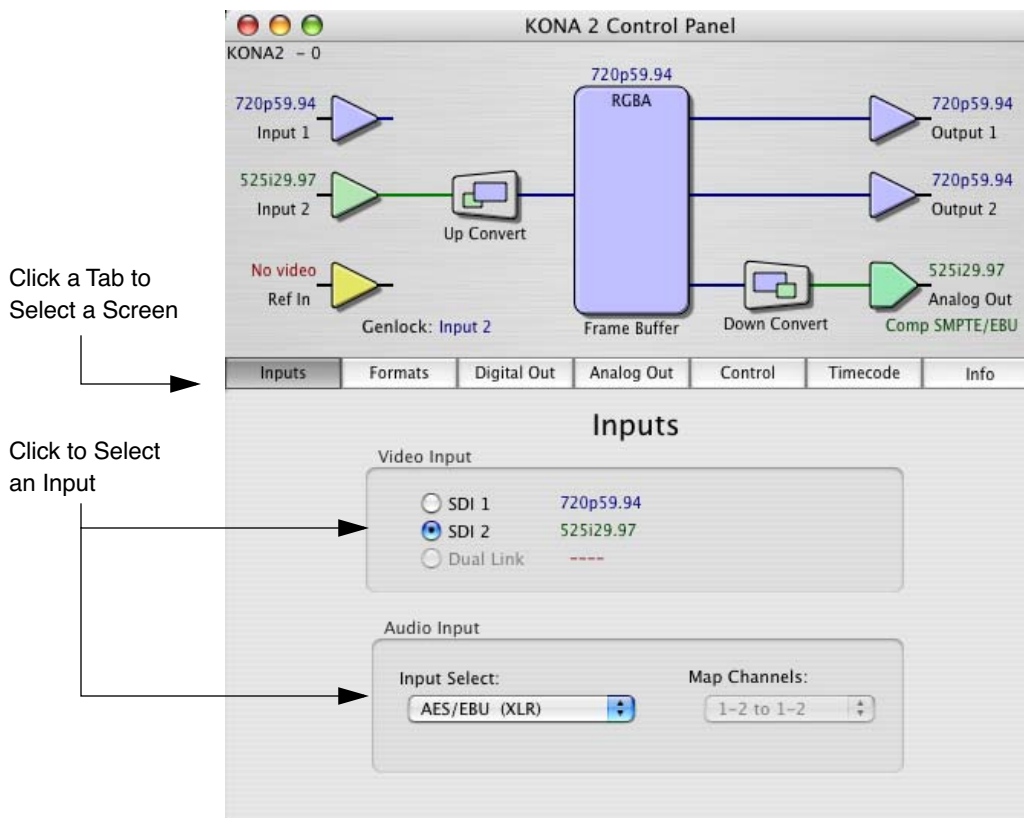 KONA 2 Control Panel
KONA2 - 0
720p59.94
Input 1
525i29.97
Input 2
No video
Ref In
Genlock: Input 2
Up Convert
720p59.94
RGBA
Frame Buffer
Down Convert
720p59.94
Output 1
720p59.94
Output 2
525i29.97
Analog Out
Comp SMPTE/EBU
Click a Tab to
Select a Screen
Inputs Formats Digital Out Analog Out Control Timecode Info
Inputs
Click to Select
an Input
Video Input
SDI 1 720p59.94
SDI 2 525i29.97
Dual Link ----
Audio Input
Input Select: Map Channels:
AES/EBU (XLR) 1-2 to 1-2